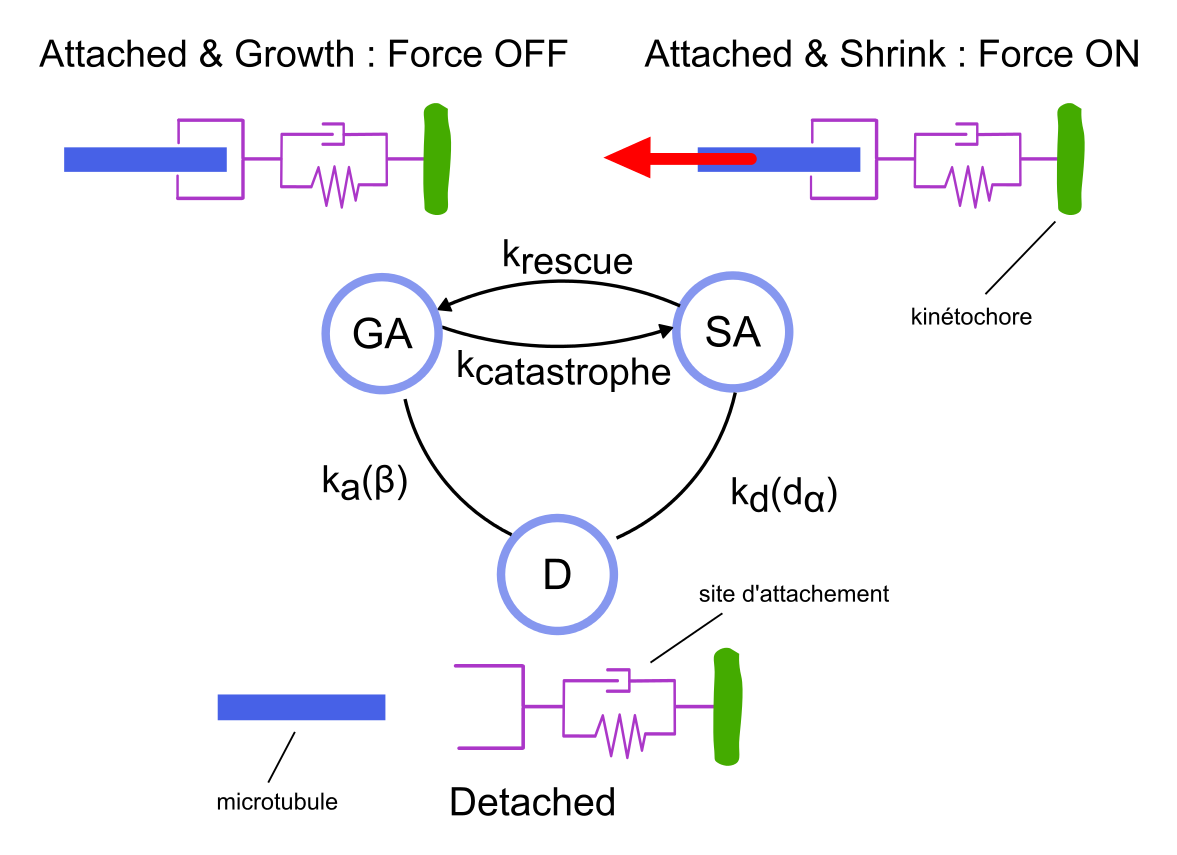 Attached & Growth : Force OFF
Attached & Shrink : Force ON
kinétochore
krescue
GA
SA
kcatastrophe
ka(β)
kd(dα)
D
site d'attachement
microtubule
Detached